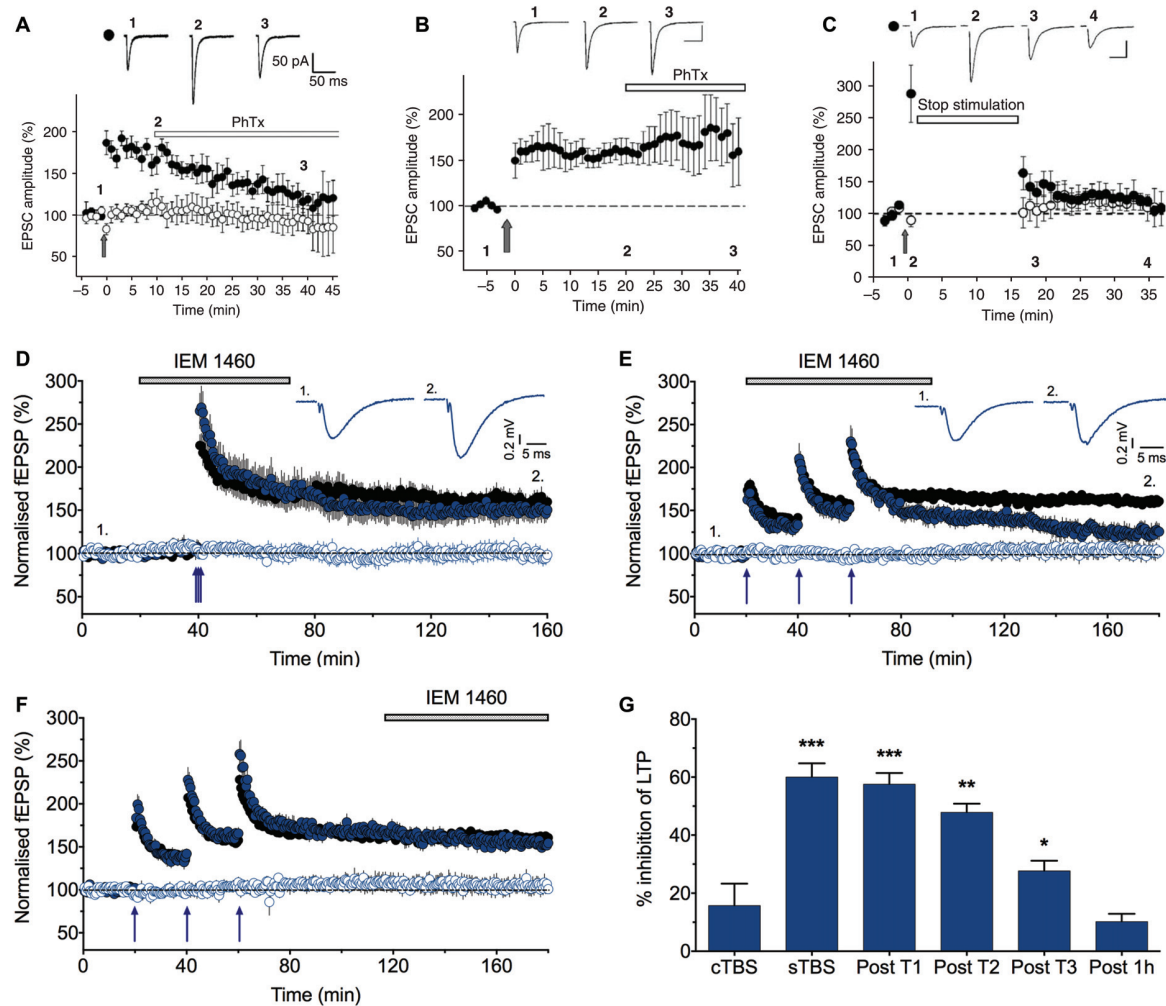 A
1 2 3
50 pA
50 ms
EPSC amplitude (%)
200
150
100
50
2
PhTx
1
3
−5 0 5 10 15 20 25 30 35 40 45
Time (min)
B
1 2 3
PhTx
EPSC amplitude (%)
200
150
100
50
1 2 3
−5 0 5 10 15 20 25 30 35 40
Time (min)
C
1 2 3 4
EPSC amplitude (%)
300
250
200
150
100
50
0
Stop stimulation
1 2 3 4
−5 0 5 10 15 20 25 30 35
Time (min)
D
IEM 1460
Normalised fEPSP (%)
300
250
200
150
100
50
1. 2.
0.2 mV
5 ms
2.
1.
0 40 80 120 160
Time (min)
E
IEM 1460
Normalised fEPSP (%)
300
250
200
150
100
50
1. 2.
0.2 mV
5 ms
2.
1.
0 40 80 120 160
Time (min)
F
IEM 1460
Normalised fEPSP (%)
300
250
200
150
100
50
0 40 80 120 160
Time (min)
G
% inhibition of LTP
80
60
40
20
0
*** *** ** *
cTBS sTBS Post T1 Post T2 Post T3 Post 1h